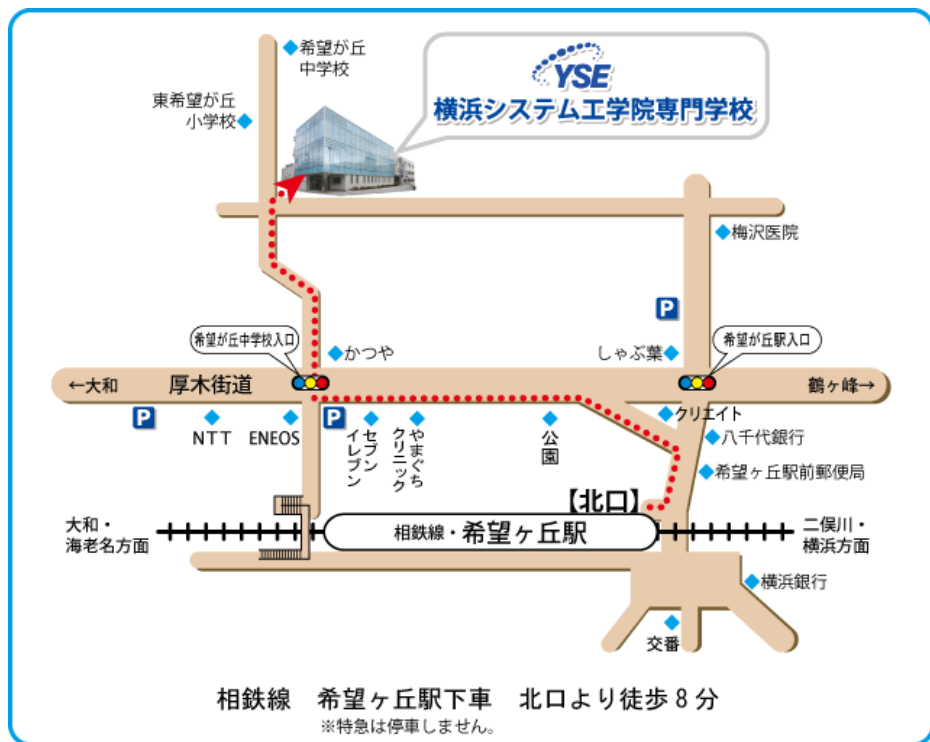 希望が丘
中学校
YSE
横浜システム工学院専門学校
東希望が丘
小学校
梅沢医院
P
希望が丘中学校入口
かつや
しゃぶ葉
希望が丘駅入口
←大和
厚木街道
鶴ヶ峰→
P
NTT
ENEOS
P
セブン
イレブン
やまぐち
クリニック
公園
クリエイト
八千代銀行
希望ヶ丘駅前郵便局
【北口】
大和・
海老名方面
相鉄線・希望ヶ丘駅
二俣川・
横浜方面
横浜銀行
交番
相鉄線 希望ヶ丘駅下車 北口より徒歩8分
※特急は停車しません。